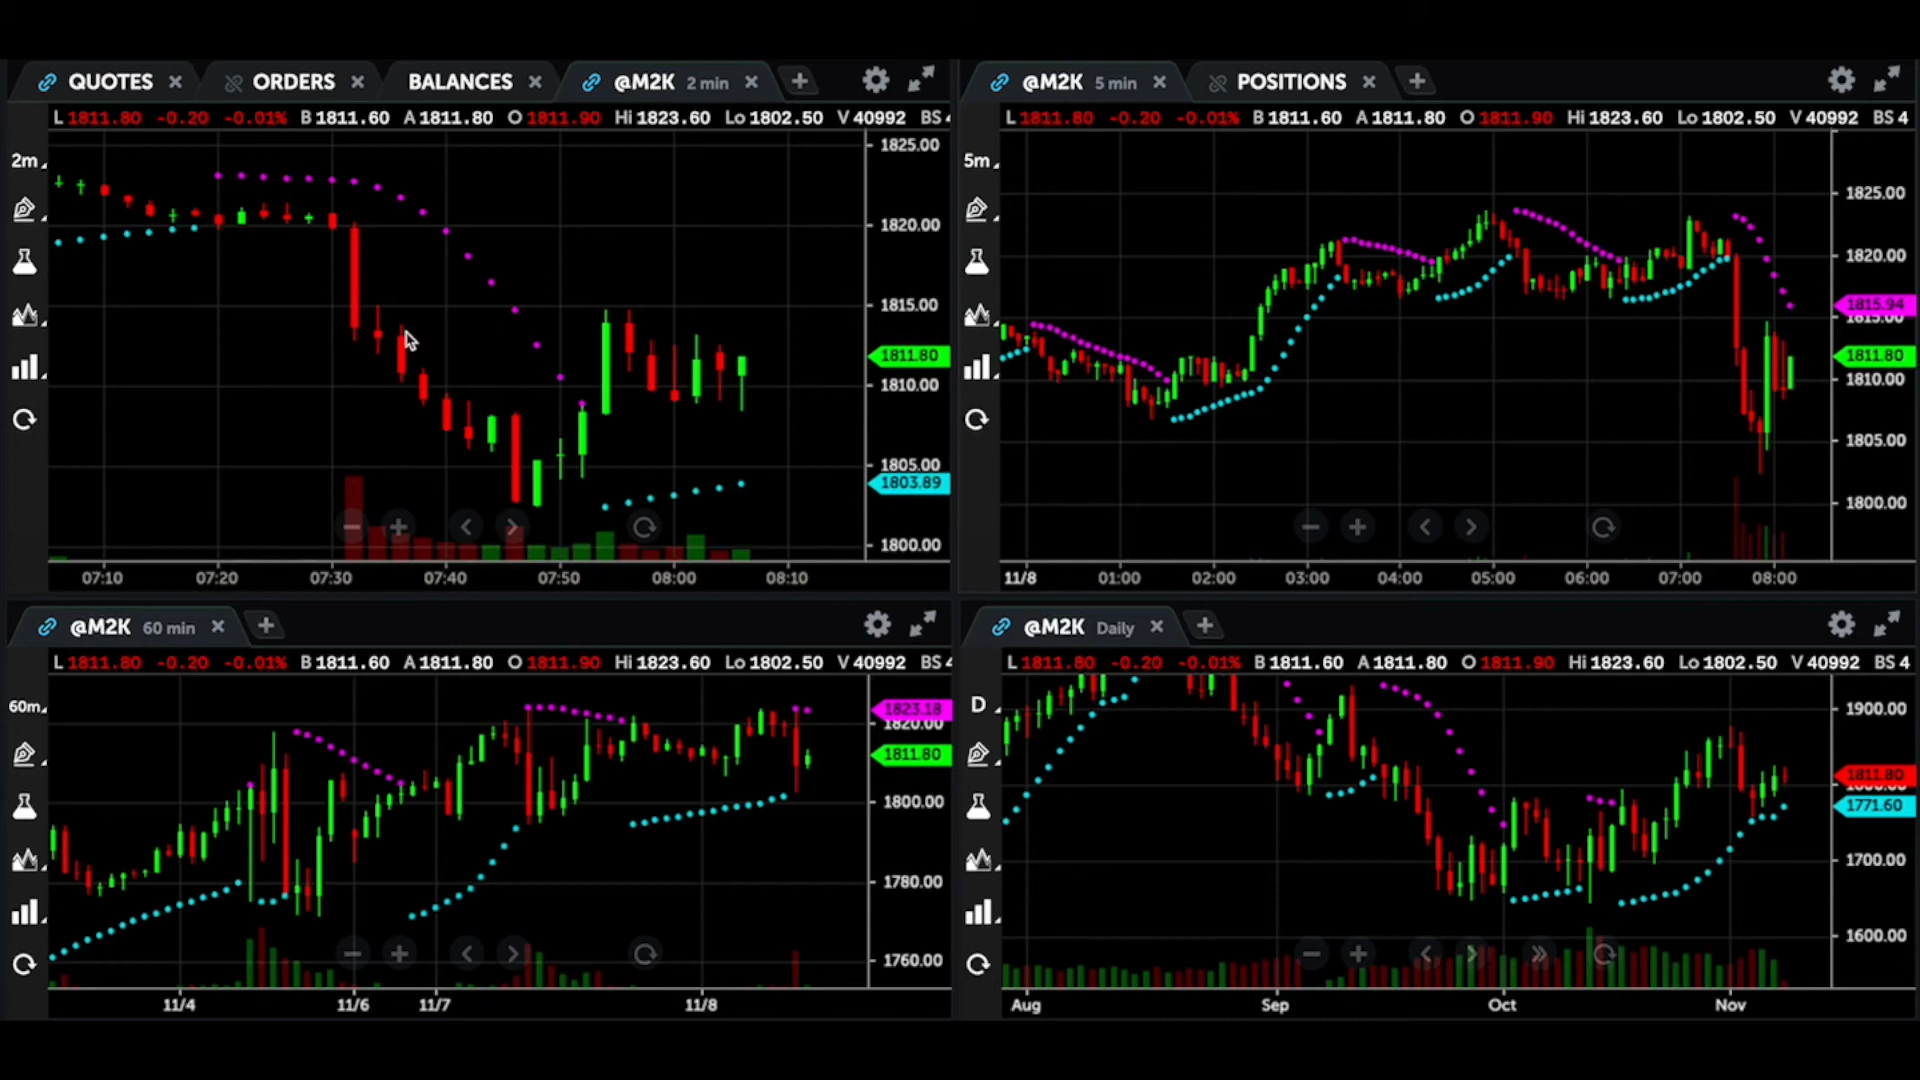 QUOTES ORDERS BALANCES @M2K 2 min
L 1811.80 -0.20 -0.01% B 1811.60 A 1811.80 O 1811.90 Hi 1823.60 Lo 1802.50 V 40992 BS 4
2m
1825.00
1820.00
1815.00
1811.80
1810.00
1805.00
1803.89
1800.00
07:10 07:20 07:30 07:40 07:50 08:00 08:10
@M2K 5 min POSITIONS
L 1811.80 -0.20 -0.01% B 1811.60 A 1811.80 O 1811.90 Hi 1823.60 Lo 1802.50 V 40992 BS 4
5m
1825.00
1820.00
1815.94
1815.00
1811.80
1810.00
1805.00
1800.00
11/8 01:00 02:00 03:00 04:00 05:00 06:00 07:00 08:00
@M2K 60 min
L 1811.80 -0.20 -0.01% B 1811.60 A 1811.80 O 1811.90 Hi 1823.60 Lo 1802.50 V 40992 BS 4
60m
1823.18
1820.00
1811.80
1800.00
1780.00
1760.00
11/4 11/6 11/7 11/8
@M2K Daily
L 1811.80 -0.20 -0.01% B 1811.60 A 1811.80 O 1811.90 Hi 1823.60 Lo 1802.50 V 40992 BS 4
D
1900.00
1811.80
1771.60
1700.00
1600.00
Aug Sep Oct Nov